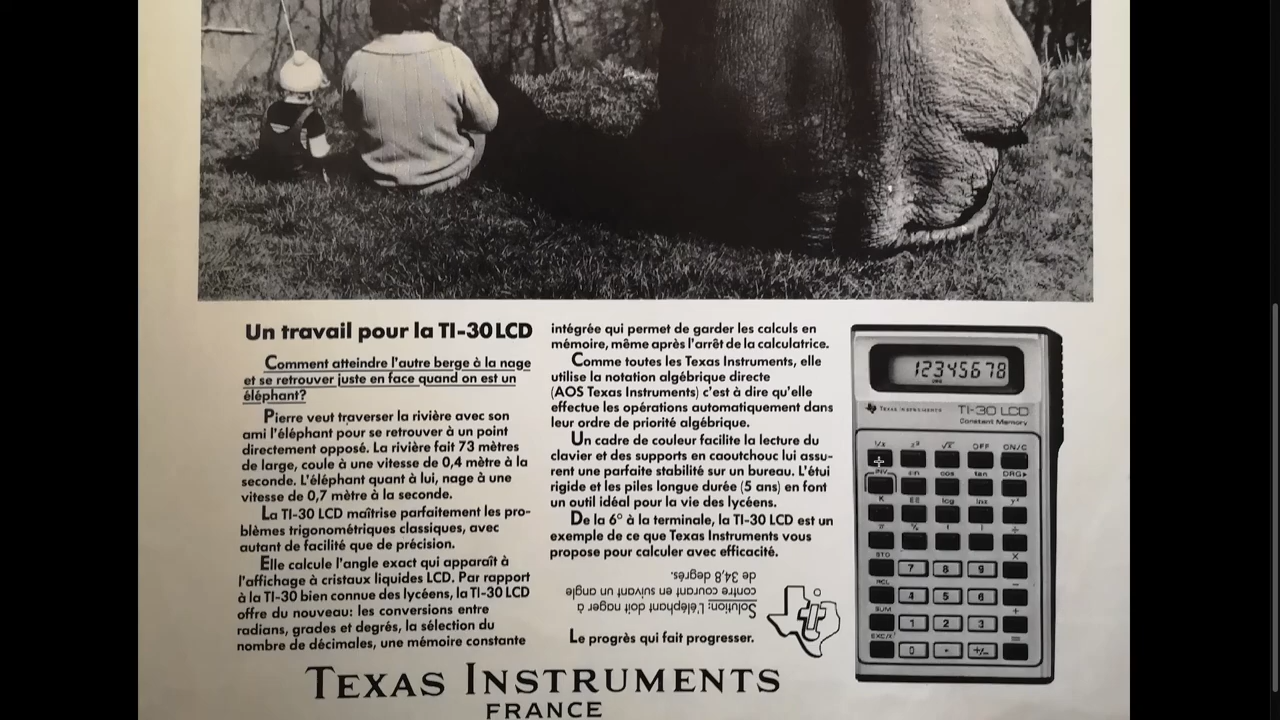 Un travail pour la TI-30 LCD
Comment atteindre l'autre berge à la nage
et se retrouver juste en face quand on est un
éléphant?
Pierre veut traverser la rivière avec son
ami l'éléphant pour se retrouver à un point
directement opposé. La rivière fait 73 mètres
de large, coule à une vitesse de 0,4 mètre à la
seconde. L'éléphant quant à lui, nage à une
vitesse de 0,7 mètre à la seconde.
La TI-30 LCD maîtrise parfaitement les pro-
blèmes trigonométriques classiques, avec
autant de facilité que de précision.
Elle calcule l'angle exact qui apparaît à
l'affichage à cristaux liquides LCD. Par rapport
à la TI-30 bien connue des lycéens, la TI-30 LCD
offre du nouveau: les conversions entre
radians, grades et degrés, la sélection du
nombre de décimales, une mémoire constante
intégrée qui permet de garder les calculs en
mémoire, même après l'arrêt de la calculatrice.
Comme toutes les Texas Instruments, elle
utilise la notation algébrique directe
(AOS Texas Instruments) c'est à dire qu'elle
effectue les opérations automatiquement dans
leur ordre de priorité algébrique.
Un cadre de couleur facilite la lecture du
clavier et des supports en caoutchouc lui assu-
rent une parfaite stabilité sur un bureau. L'étui
rigide et les piles longue durée (5 ans) en font
un outil idéal pour la vie des lycéens.
De la 6° à la terminale, la TI-30 LCD est un
exemple de ce que Texas Instruments vous
propose pour calculer avec efficacité.
Solution: L'éléphant doit nager à
contre courant en suivant un angle
de 34,8 degrés.
Le progrès qui fait progresser.
TEXAS INSTRUMENTS
FRANCE
12345678
TEXAS INSTRUMENTS TI-30 LCD
Constant Memory
1/x x² √x OFF ON/C
INV sin cos tan DRG▸
K EE log lnx yˣ
π % ( ) ÷
STO 7 8 9 ×
RCL 4 5 6 −
SUM 1 2 3 +
EXC 0 . +/− =